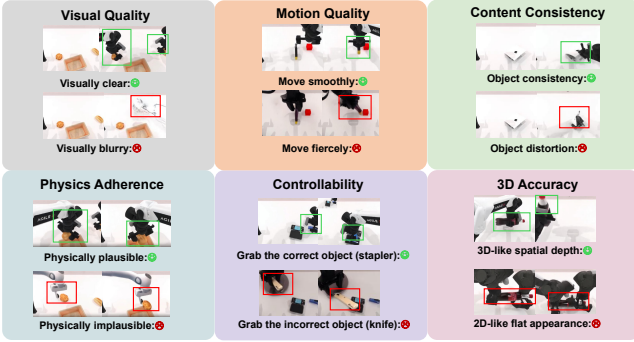 Visual Quality
Visually clear:
Visually blurry:
Motion Quality
Move smoothly:
Move fiercely:
Content Consistency
Object consistency:
Object distortion:
Physics Adherence
AGILE
Physically plausible:
Physically implausible:
Controllability
AGILE
Grab the correct object (stapler):
Grab the incorrect object (knife):
3D Accuracy
3D-like spatial depth:
2D-like flat appearance: